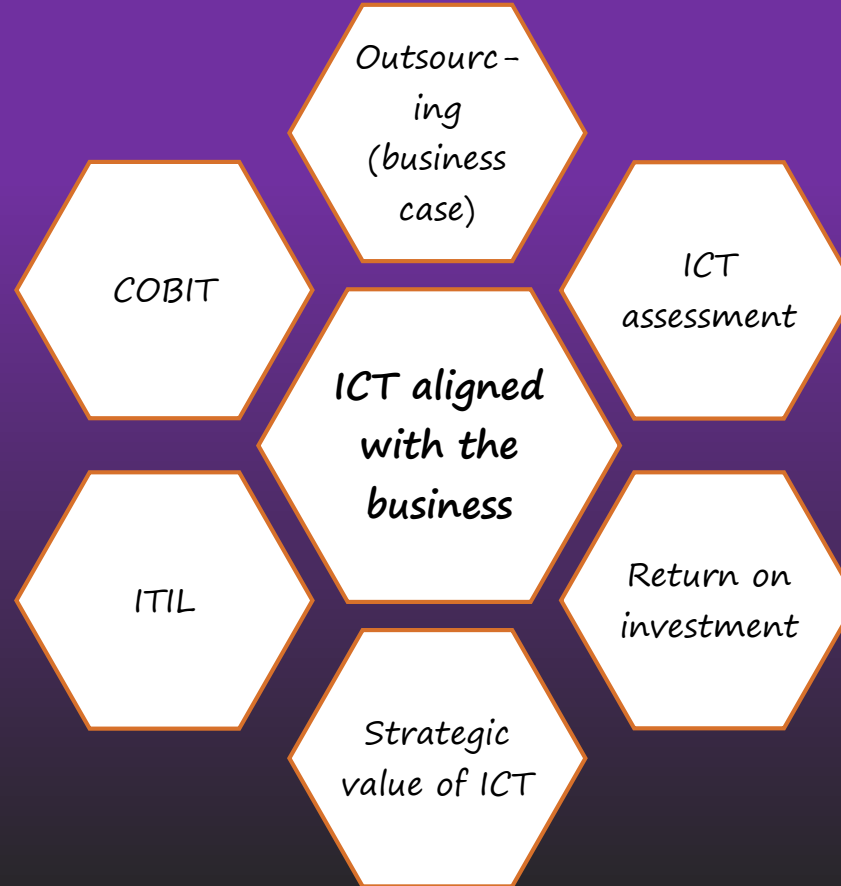 Outsourc-
ing
(business
case)
COBIT
ICT
assessment
ICT aligned
with the
business
ITIL
Return on
investment
Strategic
value of ICT